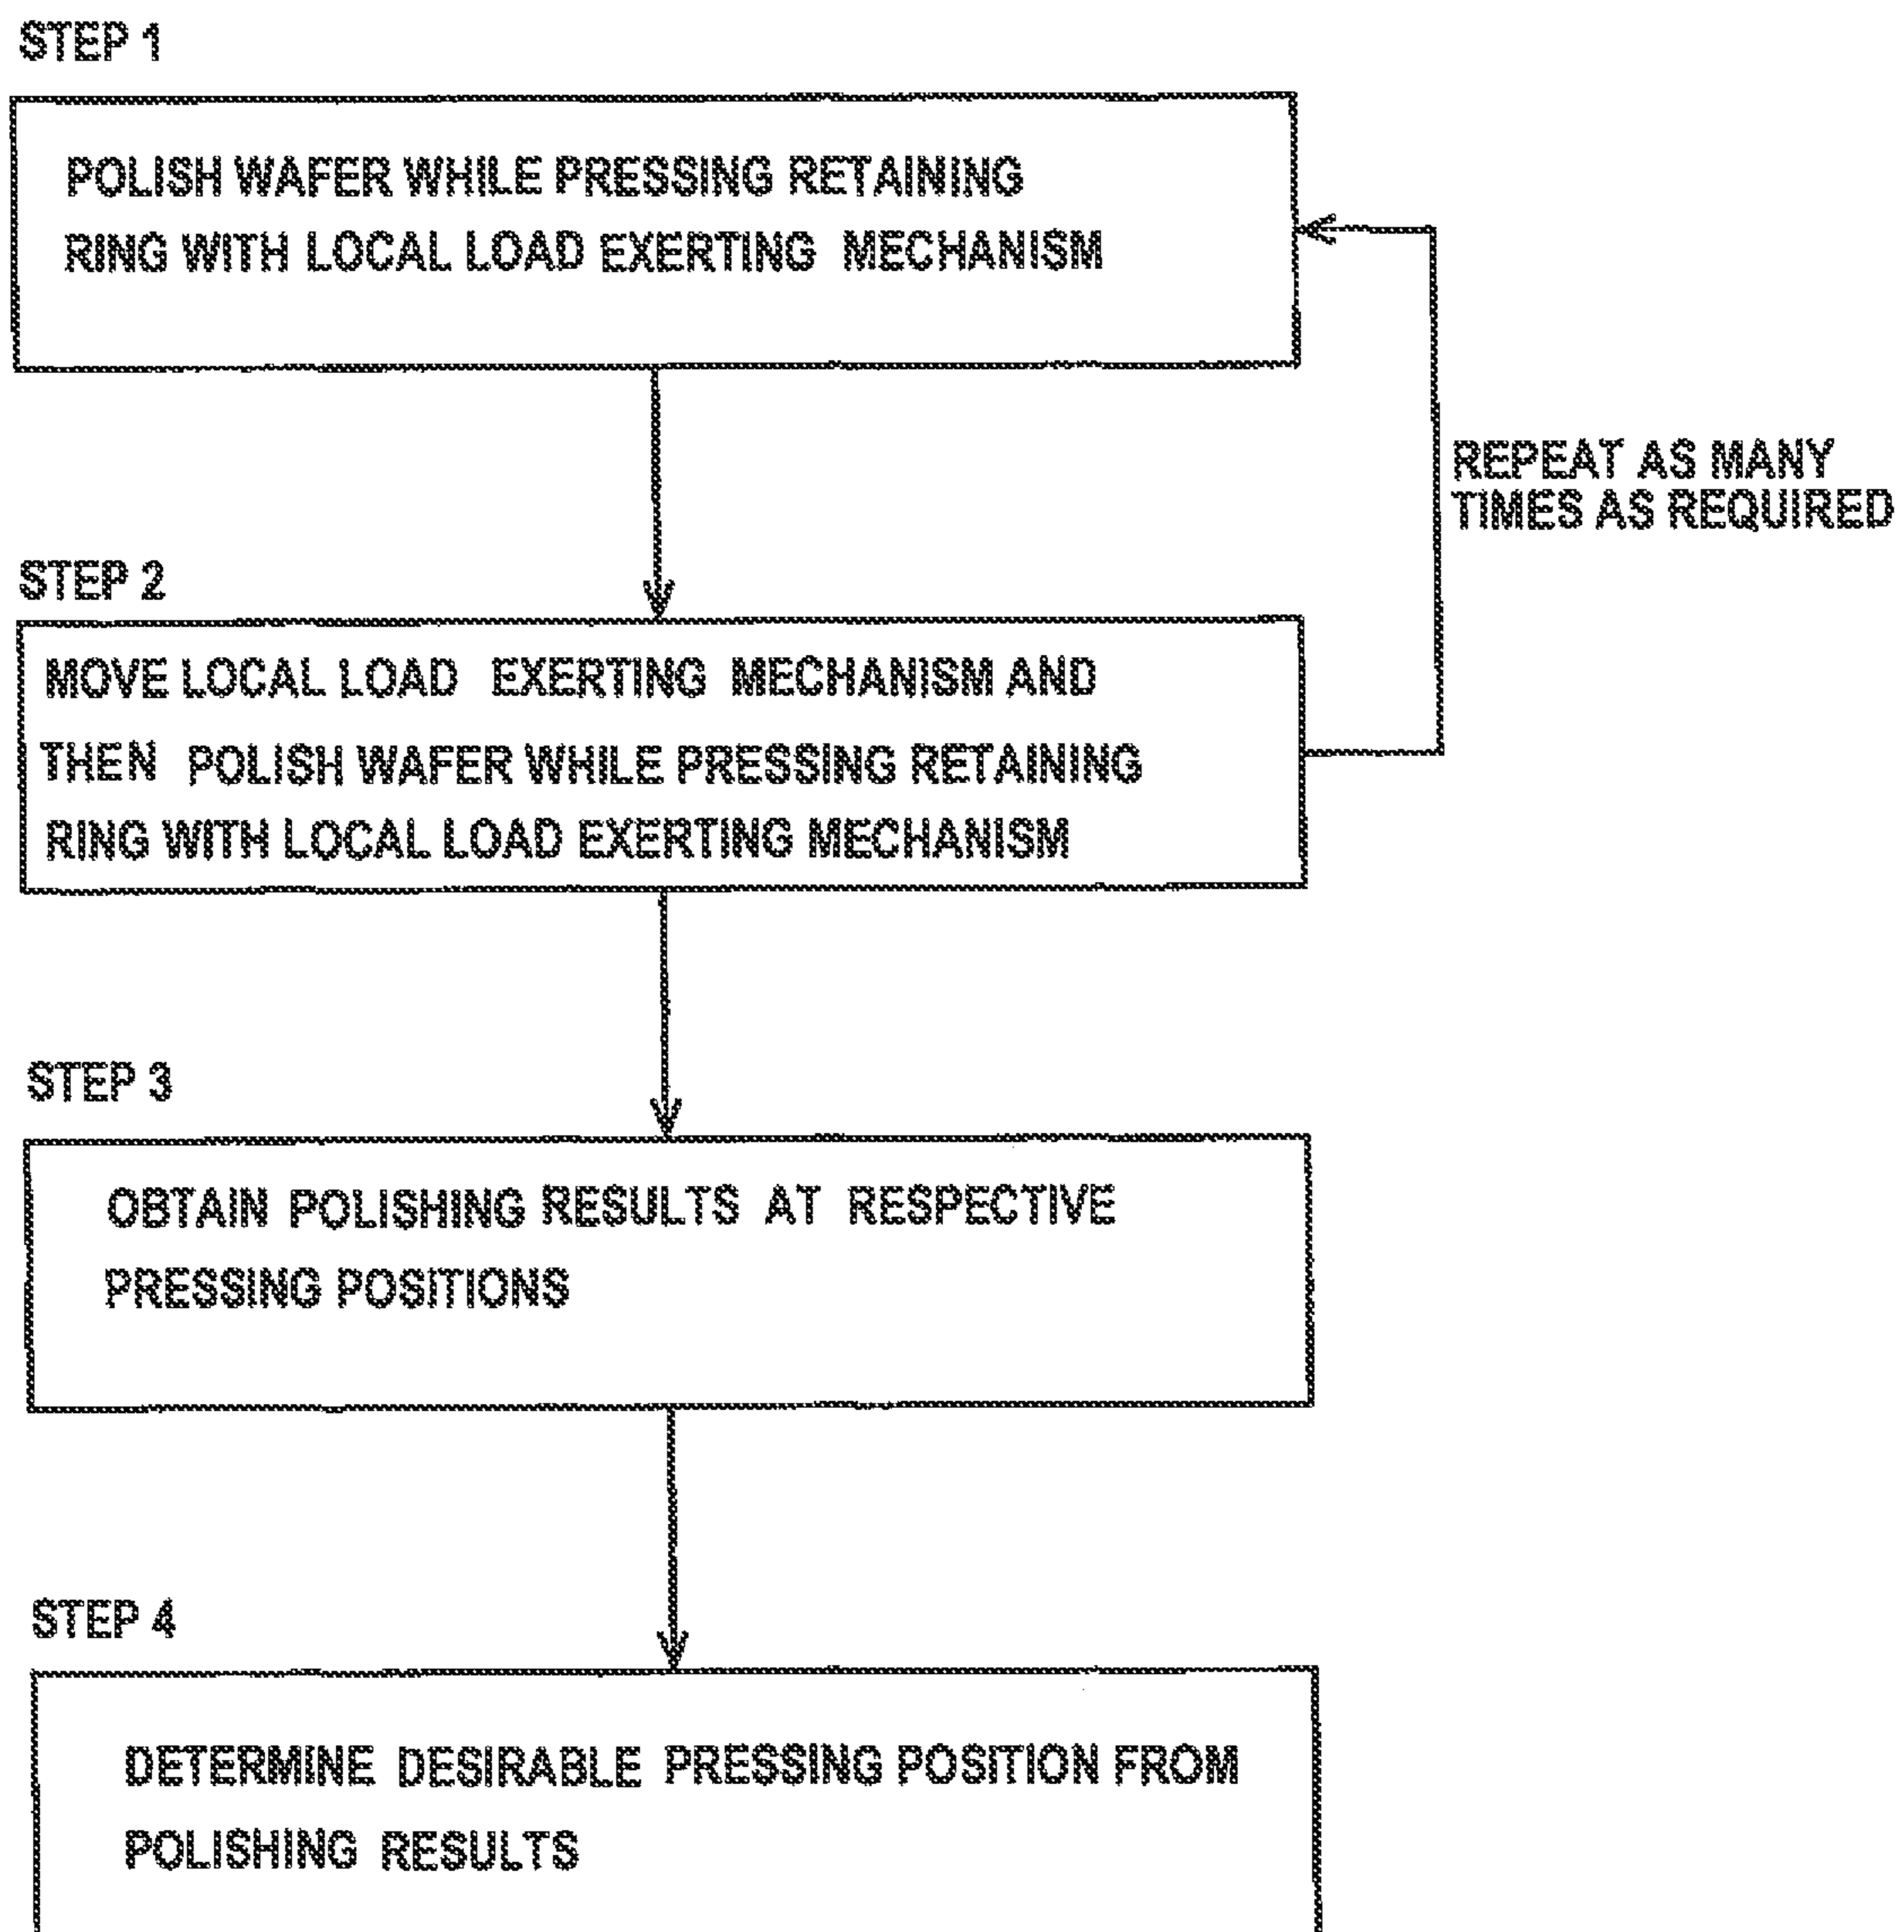 STEP 1
POLISH WAFER WHILE PRESSING RETAINING
RING WITH LOCAL LOAD EXERTING MECHANISM
REPEAT AS MANY
TIMES AS REQUIRED
STEP 2
MOVE LOCAL LOAD EXERTING MECHANISM AND
THEN POLISH WAFER WHILE PRESSING RETAINING
RING WITH LOCAL LOAD EXERTING MECHANISM
STEP 3
OBTAIN POLISHING RESULTS AT RESPECTIVE
PRESSING POSITIONS
STEP 4
DETERMINE DESIRABLE PRESSING POSITION FROM
POLISHING RESULTS